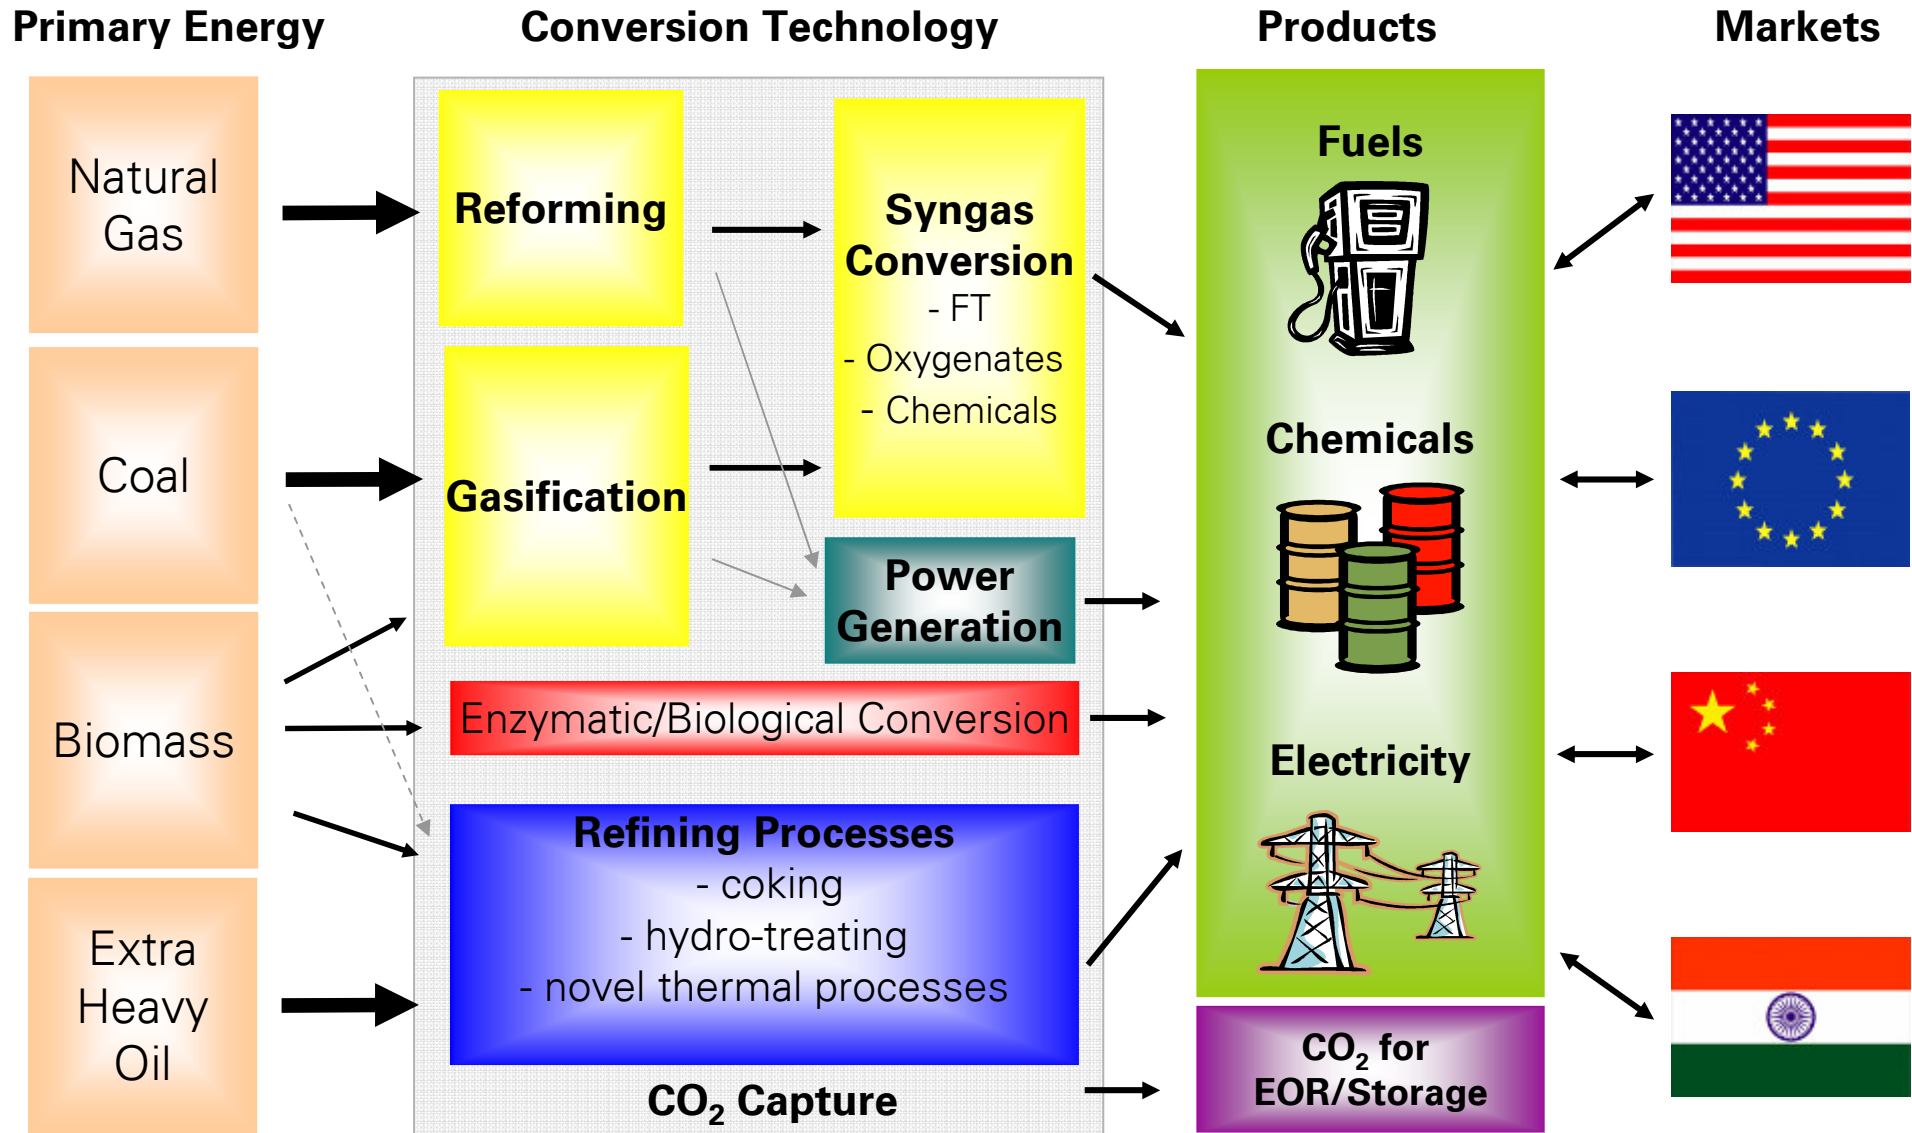 Primary Energy
Conversion Technology
Products
Markets
Natural
Gas
Coal
Biomass
Extra
Heavy
Oil
Reforming
Gasification
Syngas
Conversion
- FT
- Oxygenates
- Chemicals
Power
Generation
Enzymatic/Biological Conversion
Refining Processes
- coking
- hydro-treating
- novel thermal processes
CO₂ Capture
Fuels
Chemicals
Electricity
CO₂ for
EOR/Storage